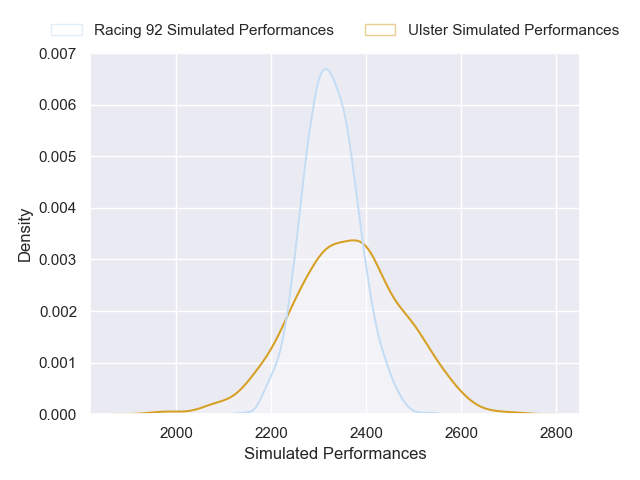 Racing 92 Simulated Performances Ulster Simulated Performances
0.007
0.006
0.005
0.004
0.003
0.002
0.001
0.000
Density
2000 2200 2400 2600 2800
Simulated Performances